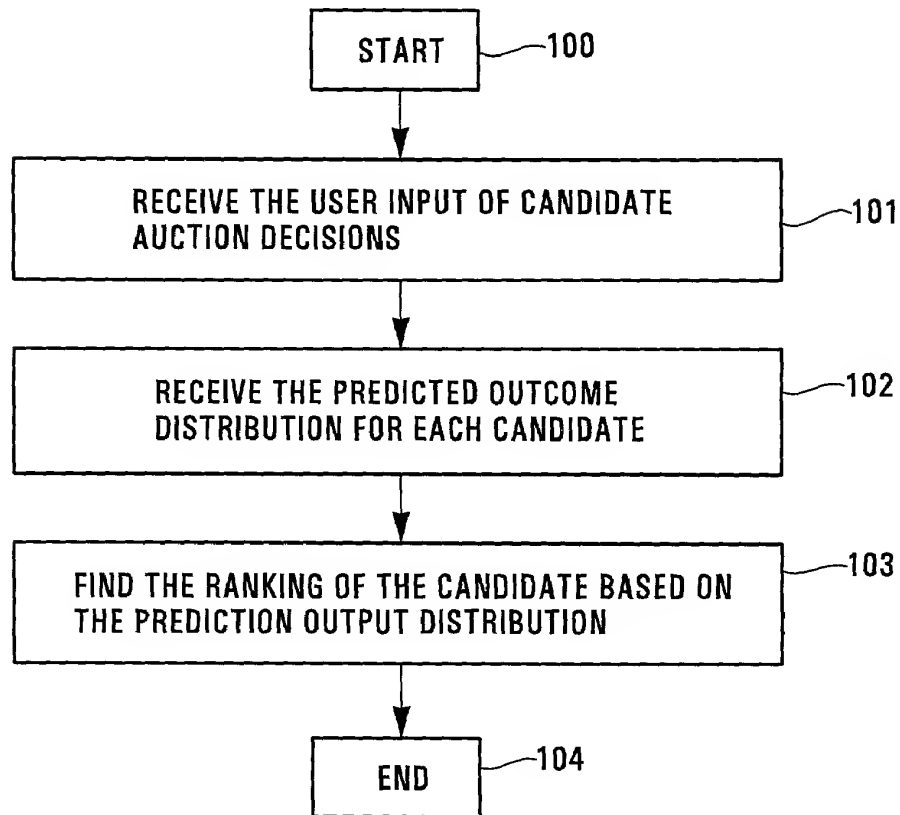 START
100
RECEIVE THE USER INPUT OF CANDIDATE
AUCTION DECISIONS
101
RECEIVE THE PREDICTED OUTCOME
DISTRIBUTION FOR EACH CANDIDATE
102
FIND THE RANKING OF THE CANDIDATE BASED ON
THE PREDICTION OUTPUT DISTRIBUTION
103
END
104